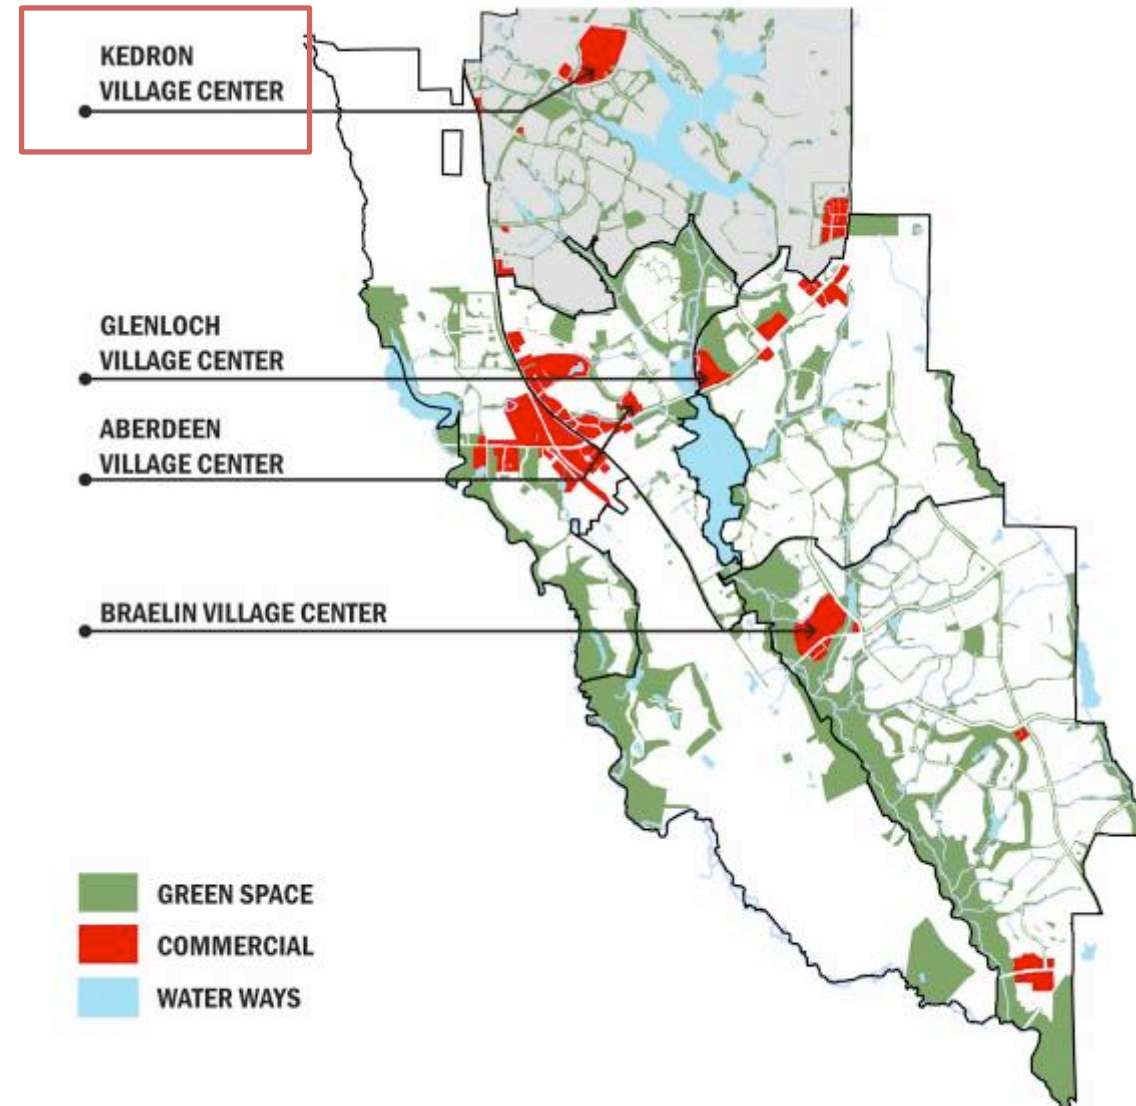 KEDRON
VILLAGE CENTER
GLENLOCH
VILLAGE CENTER
ABERDEEN
VILLAGE CENTER
BRAELIN VILLAGE CENTER
GREEN SPACE
COMMERCIAL
WATER WAYS